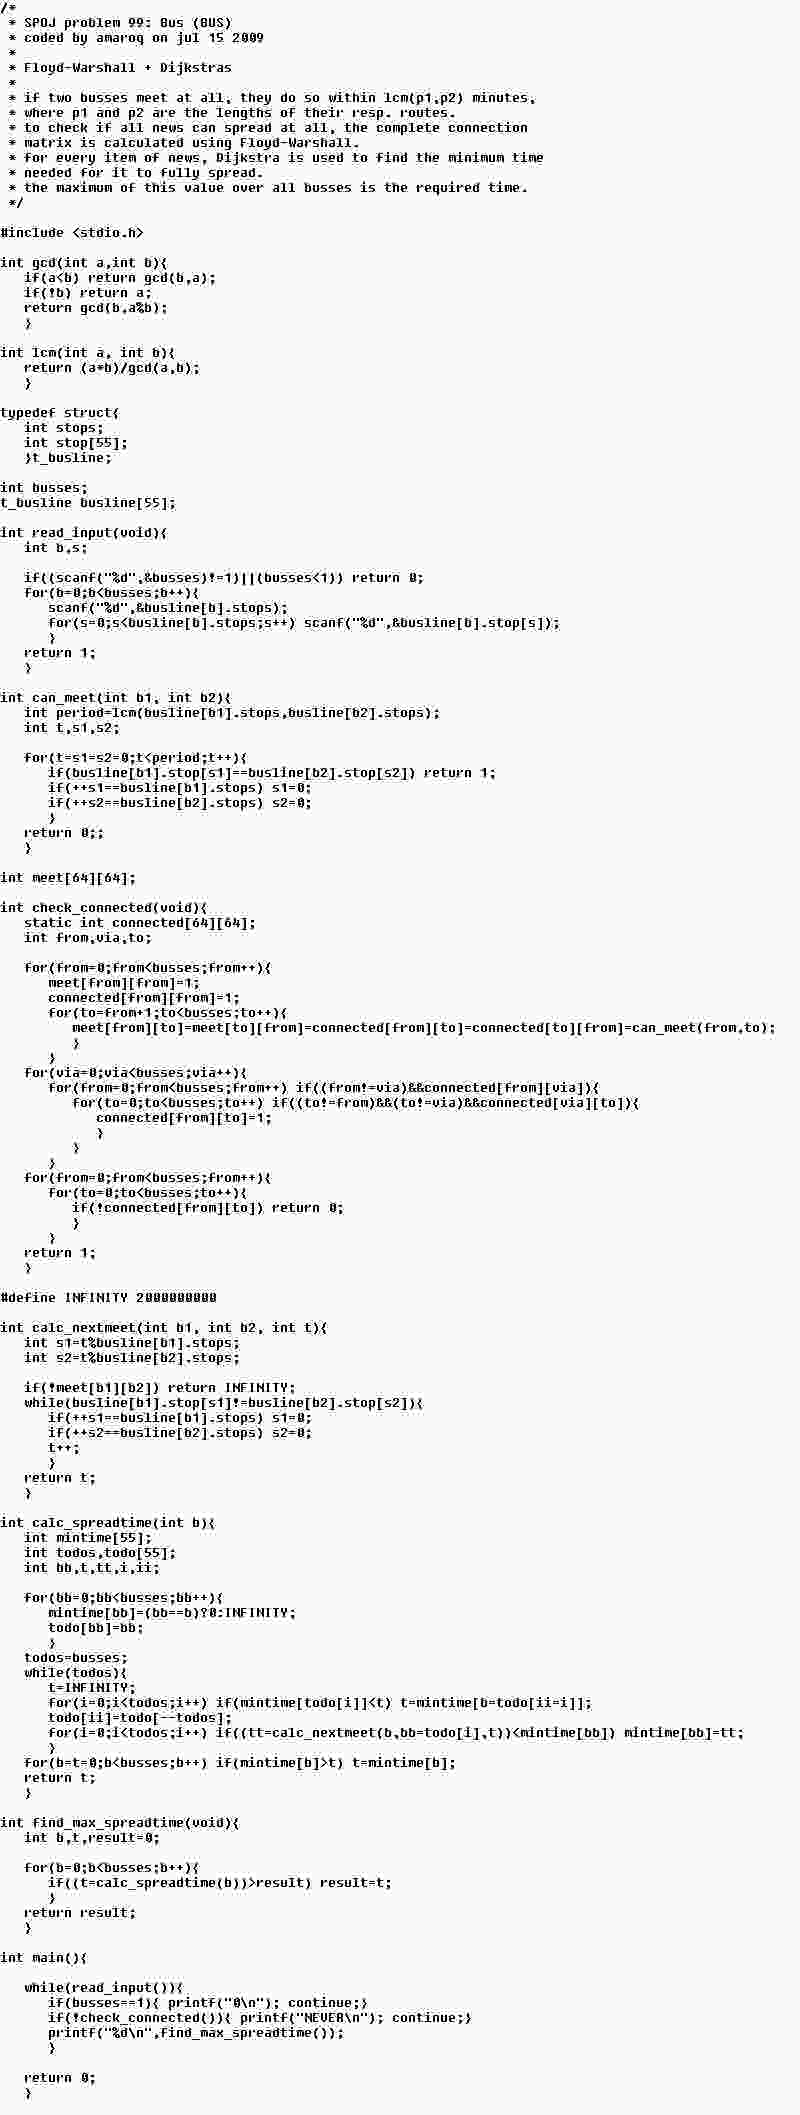 /*
 * SPOJ problem 99: Bus (BUS)
 * coded by amaroq on jul 15 2009
 *
 * Floyd-Warshall + Dijkstras
 *
 * if two busses meet at all, they do so within lcm(p1,p2) minutes,
 * where p1 and p2 are the lengths of their resp. routes.
 * to check if all news can spread at all, the complete connection
 * matrix is calculated using Floyd-Warshall.
 * for every item of news, Dijkstra is used to find the minimum time
 * needed for it to fully spread.
 * the maximum of this value over all busses is the required time.
 */

#include <stdio.h>

int gcd(int a,int b){
   if(a<b) return gcd(b,a);
   if(!b) return a;
   return gcd(b,a%b);
   }

int lcm(int a, int b){
   return (a*b)/gcd(a,b);
   }

typedef struct{
   int stops;
   int stop[55];
   }t_busline;

int busses;
t_busline busline[55];

int read_input(void){
   int b,s;

   if((scanf("%d",&busses)!=1)||(busses<1)) return 0;
   for(b=0;b<busses;b++){
      scanf("%d",&busline[b].stops);
      for(s=0;s<busline[b].stops;s++) scanf("%d",&busline[b].stop[s]);
      }
   return 1;
   }

int can_meet(int b1, int b2){
   int period=lcm(busline[b1].stops,busline[b2].stops);
   int t,s1,s2;

   for(t=s1=s2=0;t<period;t++){
      if(busline[b1].stop[s1]==busline[b2].stop[s2]) return 1;
      if(++s1==busline[b1].stops) s1=0;
      if(++s2==busline[b2].stops) s2=0;
      }
   return 0;;
   }

int meet[64][64];

int check_connected(void){
   static int connected[64][64];
   int from,via,to;

   for(from=0;from<busses;from++){
      meet[from][from]=1;
      connected[from][from]=1;
      for(to=from+1;to<busses;to++){
         meet[from][to]=meet[to][from]=connected[from][to]=connected[to][from]=can_meet(from,to);
         }
      }
   for(via=0;via<busses;via++){
      for(from=0;from<busses;from++) if((from!=via)&&connected[from][via]){
         for(to=0;to<busses;to++) if((to!=from)&&(to!=via)&&connected[via][to]){
            connected[from][to]=1;
            }
         }
      }
   for(from=0;from<busses;from++){
      for(to=0;to<busses;to++){
         if(!connected[from][to]) return 0;
         }
      }
   return 1;
   }

#define INFINITY 2000000000

int calc_nextmeet(int b1, int b2, int t){
   int s1=t%busline[b1].stops;
   int s2=t%busline[b2].stops;

   if(!meet[b1][b2]) return INFINITY;
   while(busline[b1].stop[s1]!=busline[b2].stop[s2]){
      if(++s1==busline[b1].stops) s1=0;
      if(++s2==busline[b2].stops) s2=0;
      t++;
      }
   return t;
   }

int calc_spreadtime(int b){
   int mintime[55];
   int todos,todo[55];
   int bb,t,tt,i,ii;

   for(bb=0;bb<busses;bb++){
      mintime[bb]=(bb==b)?0:INFINITY;
      todo[bb]=bb;
      }
   todos=busses;
   while(todos){
      t=INFINITY;
      for(i=0;i<todos;i++) if(mintime[todo[i]]<t) t=mintime[b=todo[ii=i]];
      todo[ii]=todo[--todos];
      for(i=0;i<todos;i++) if((tt=calc_nextmeet(b,bb=todo[i],t))<mintime[bb]) mintime[bb]=tt;
      }
   for(b=t=0;b<busses;b++) if(mintime[b]>t) t=mintime[b];
   return t;
   }

int find_max_spreadtime(void){
   int b,t,result=0;

   for(b=0;b<busses;b++){
      if((t=calc_spreadtime(b))>result) result=t;
      }
   return result;
   }

int main(){

   while(read_input()){
      if(busses==1){ printf("0\n"); continue;}
      if(!check_connected()){ printf("NEVER\n"); continue;}
      printf("%d\n",find_max_spreadtime());
      }

   return 0;
   }